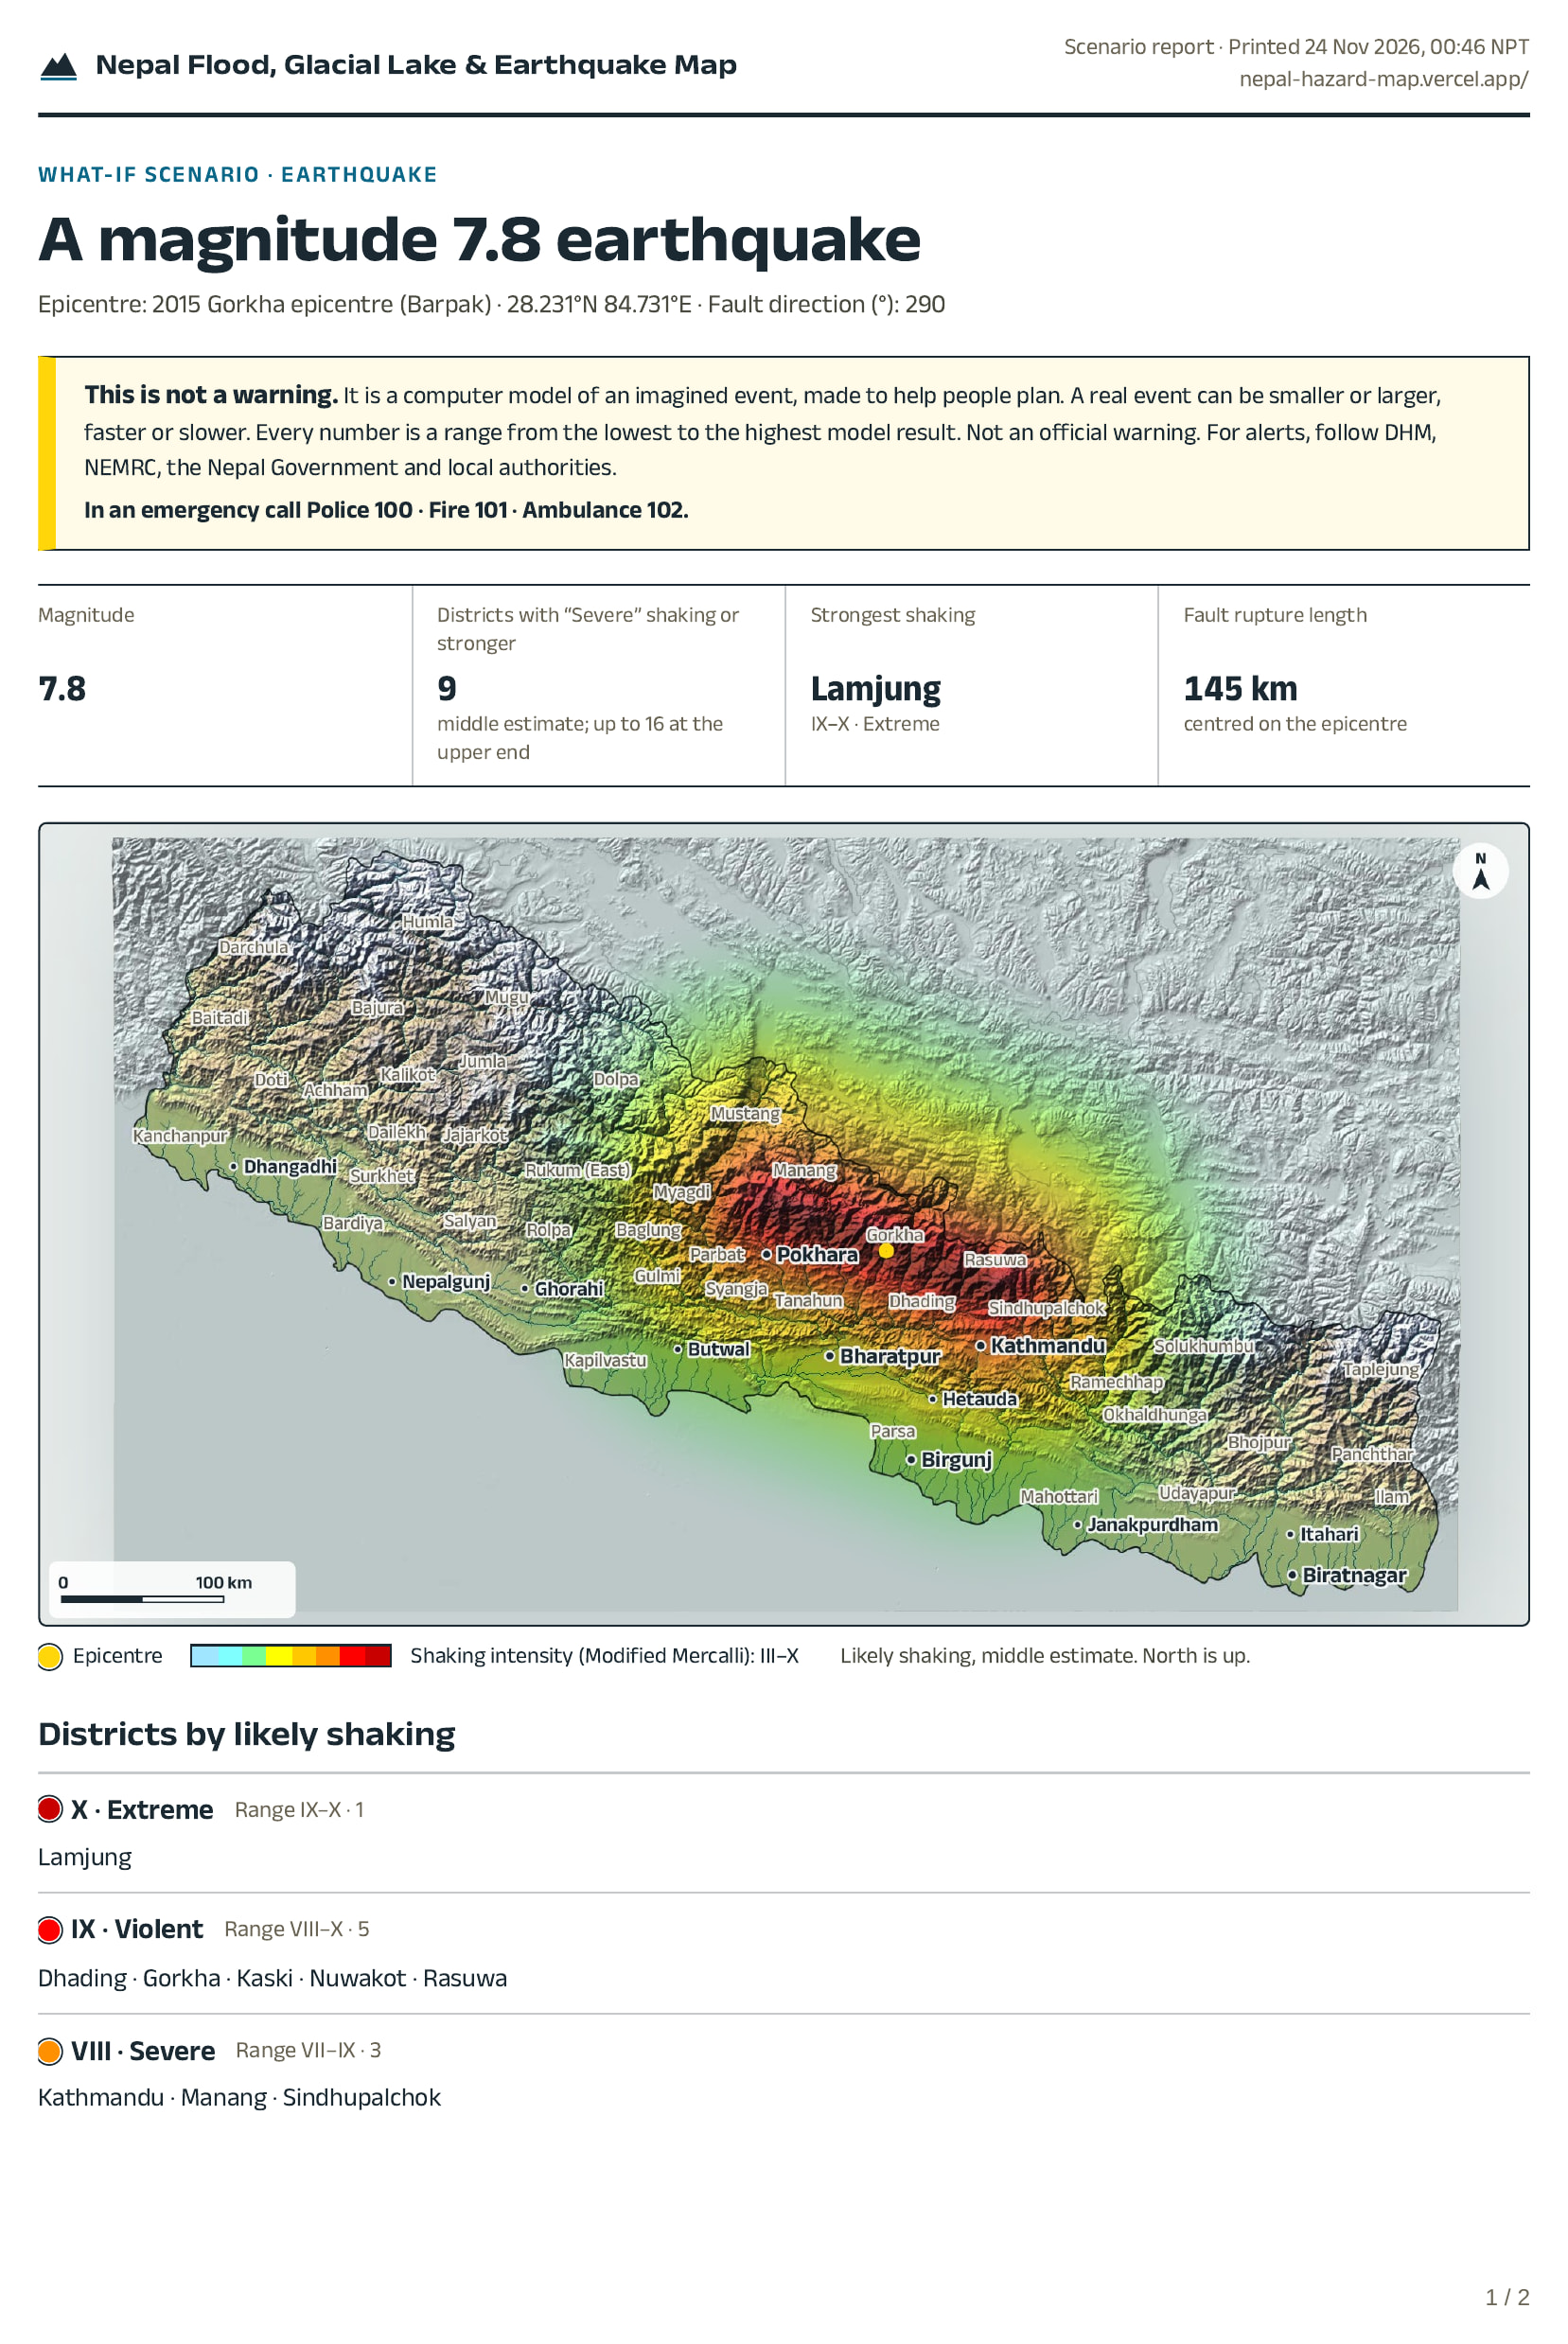 Nepal Flood, Glacial Lake & Earthquake Map
Scenario report · Printed 24 Nov 2026, 00:46 NPT
nepal-hazard-map.vercel.app/
WHAT-IF SCENARIO · EARTHQUAKE
A magnitude 7.8 earthquake
Epicentre: 2015 Gorkha epicentre (Barpak) · 28.231°N 84.731°E · Fault direction (°): 290
This is not a warning. It is a computer model of an imagined event, made to help people plan. A real event can be smaller or larger,
faster or slower. Every number is a range from the lowest to the highest model result. Not an official warning. For alerts, follow DHM,
NEMRC, the Nepal Government and local authorities.
In an emergency call Police 100 · Fire 101 · Ambulance 102.
Magnitude
7.8
Districts with “Severe” shaking or
stronger
9
middle estimate; up to 16 at the
upper end
Strongest shaking
Lamjung
IX–X · Extreme
Fault rupture length
145 km
centred on the epicentre
N
Humla
Darchula
Mugu
Bajura
Baitadi
Jumla
Kalikot
Doti
Achham
Dolpa
Mustang
Kanchanpur
Dailekh
Jajarkot
Dhangadhi
Surkhet
Rukum (East)
Manang
Myagdi
Bardiya
Salyan
Rolpa
Baglung
Gorkha
Parbat
Pokhara
Rasuwa
Nepalgunj
Ghorahi
Gulmi
Syangja
Tanahun
Dhading
Sindhupalchok
Kapilvastu
Butwal
Bharatpur
Kathmandu
Solukhumbu
Taplejung
Ramechhap
Hetauda
Okhaldhunga
Parsa
Bhojpur
Panchthar
Birgunj
Mahottari
Udayapur
Ilam
Janakpurdham
Itahari
Biratnagar
0 100 km
Epicentre
Shaking intensity (Modified Mercalli): III–X
Likely shaking, middle estimate. North is up.
Districts by likely shaking
X · Extreme Range IX–X · 1
Lamjung
IX · Violent Range VIII–X · 5
Dhading · Gorkha · Kaski · Nuwakot · Rasuwa
VIII · Severe Range VII–IX · 3
Kathmandu · Manang · Sindhupalchok
1 / 2